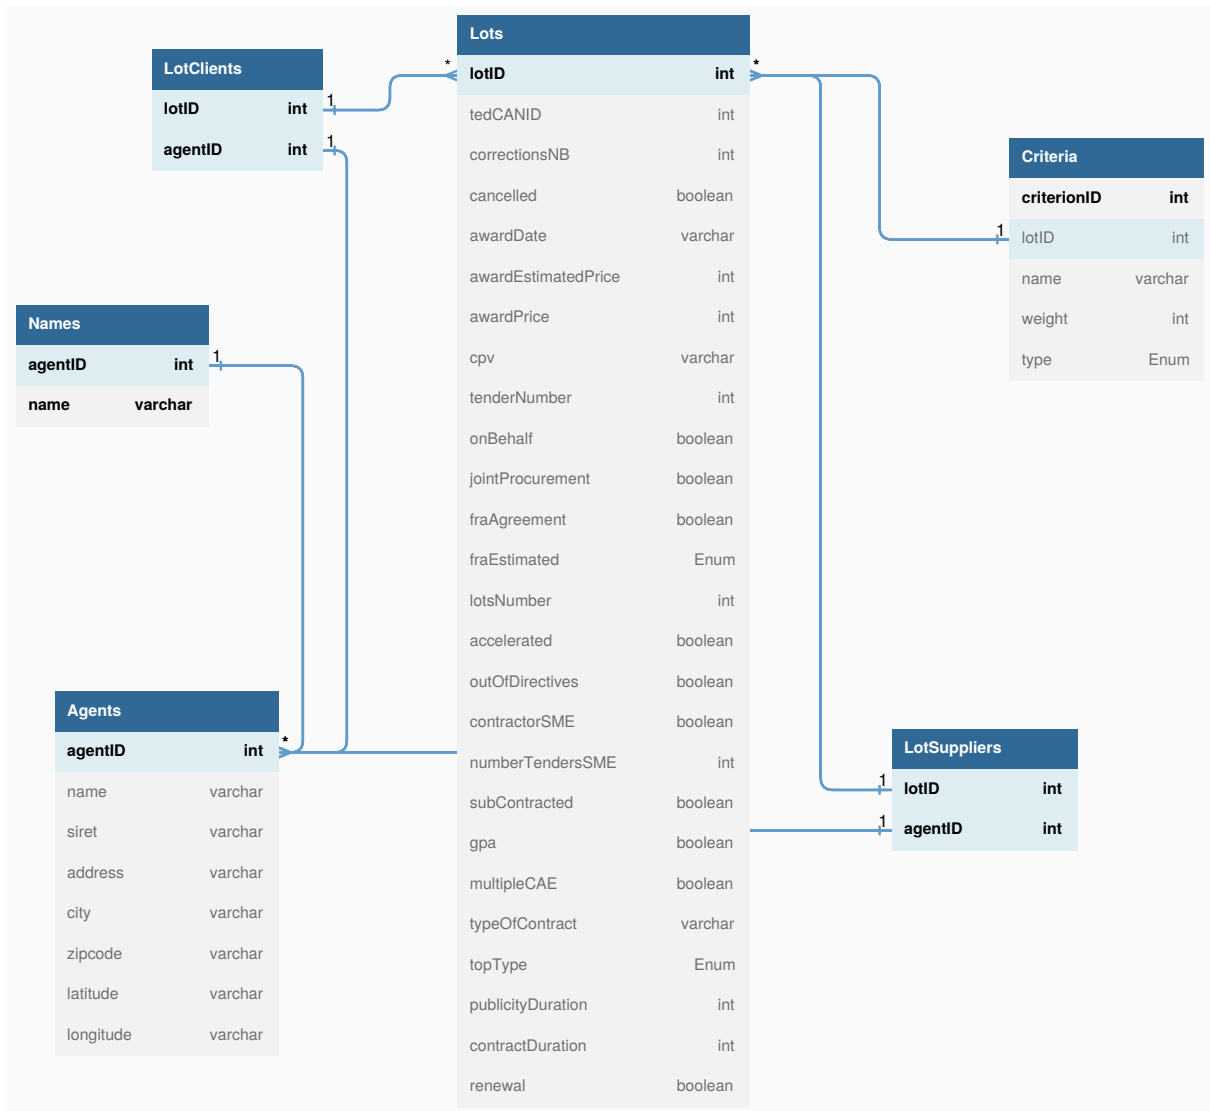 Lots
lotID int
tedCANID int
correctionsNB int
cancelled boolean
awardDate varchar
awardEstimatedPrice int
awardPrice int
cpv varchar
tenderNumber int
onBehalf boolean
jointProcurement boolean
fraAgreement boolean
fraEstimated Enum
lotsNumber int
accelerated boolean
outOfDirectives boolean
contractorSME boolean
numberTendersSME int
subContracted boolean
gpa boolean
multipleCAE boolean
typeOfContract varchar
topType Enum
publicityDuration int
contractDuration int
renewal boolean
* *
LotClients
lotID int 1
agentID int 1
Criteria
criterionID int
1 lotID int
name varchar
weight int
type Enum
Names
agentID int 1
name varchar
Agents
agentID int *
name varchar
siret varchar
address varchar
city varchar
zipcode varchar
latitude varchar
longitude varchar
LotSuppliers
1 lotID int
1 agentID int